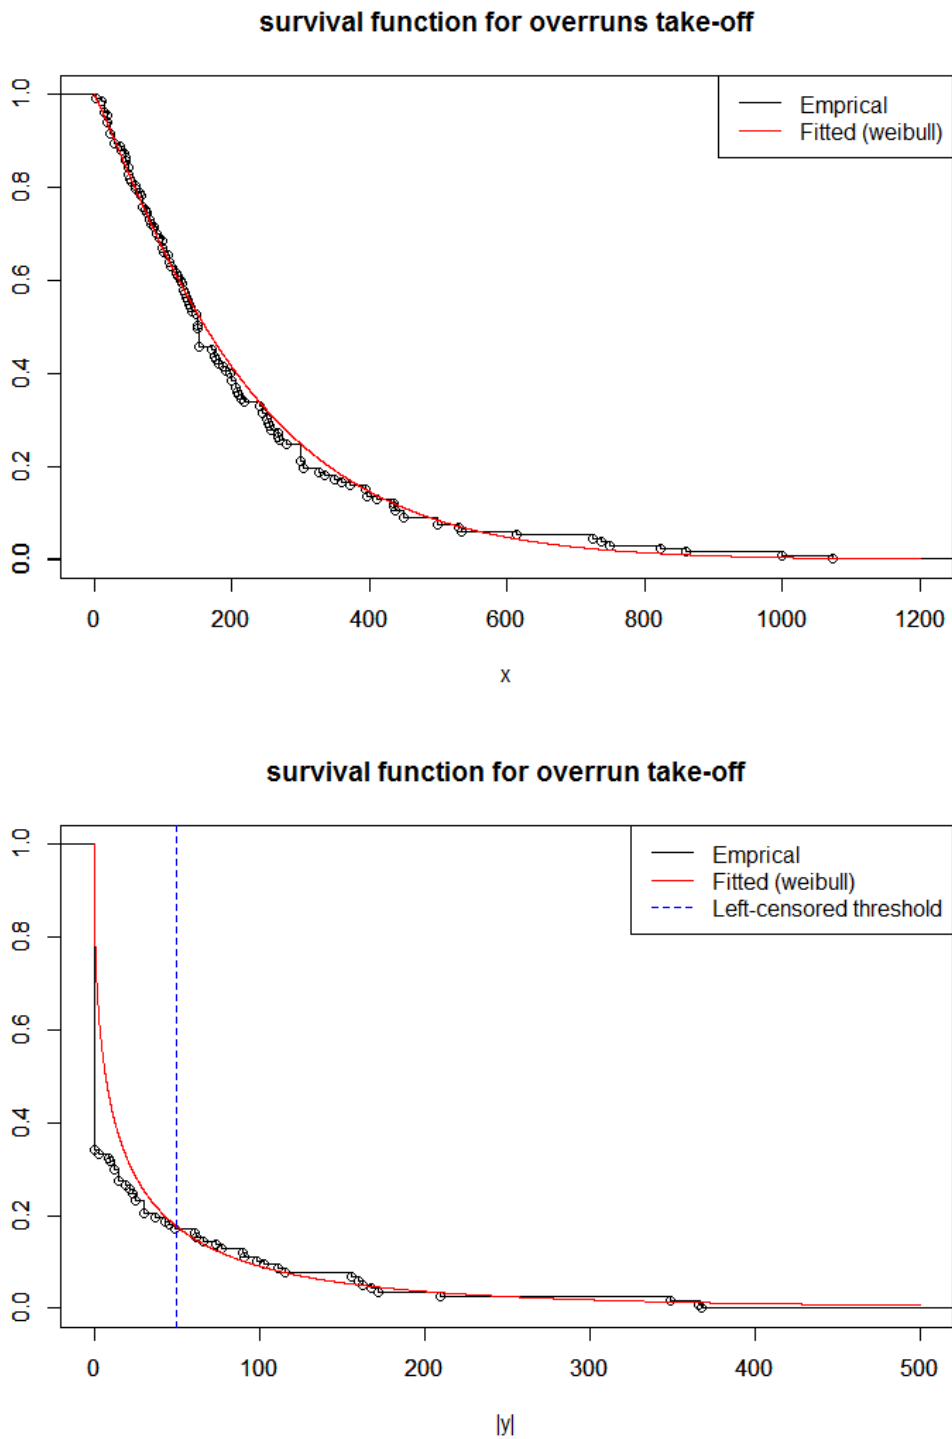 survival function for overruns take-off
Emprical
Fitted (weibull)
1.0
0.8
0.6
0.4
0.2
0.0
0 200 400 600 800 1000 1200
x
survival function for overrun take-off
Emprical
Fitted (weibull)
Left-censored threshold
1.0
0.8
0.6
0.4
0.2
0.0
0 100 200 300 400 500
|y|